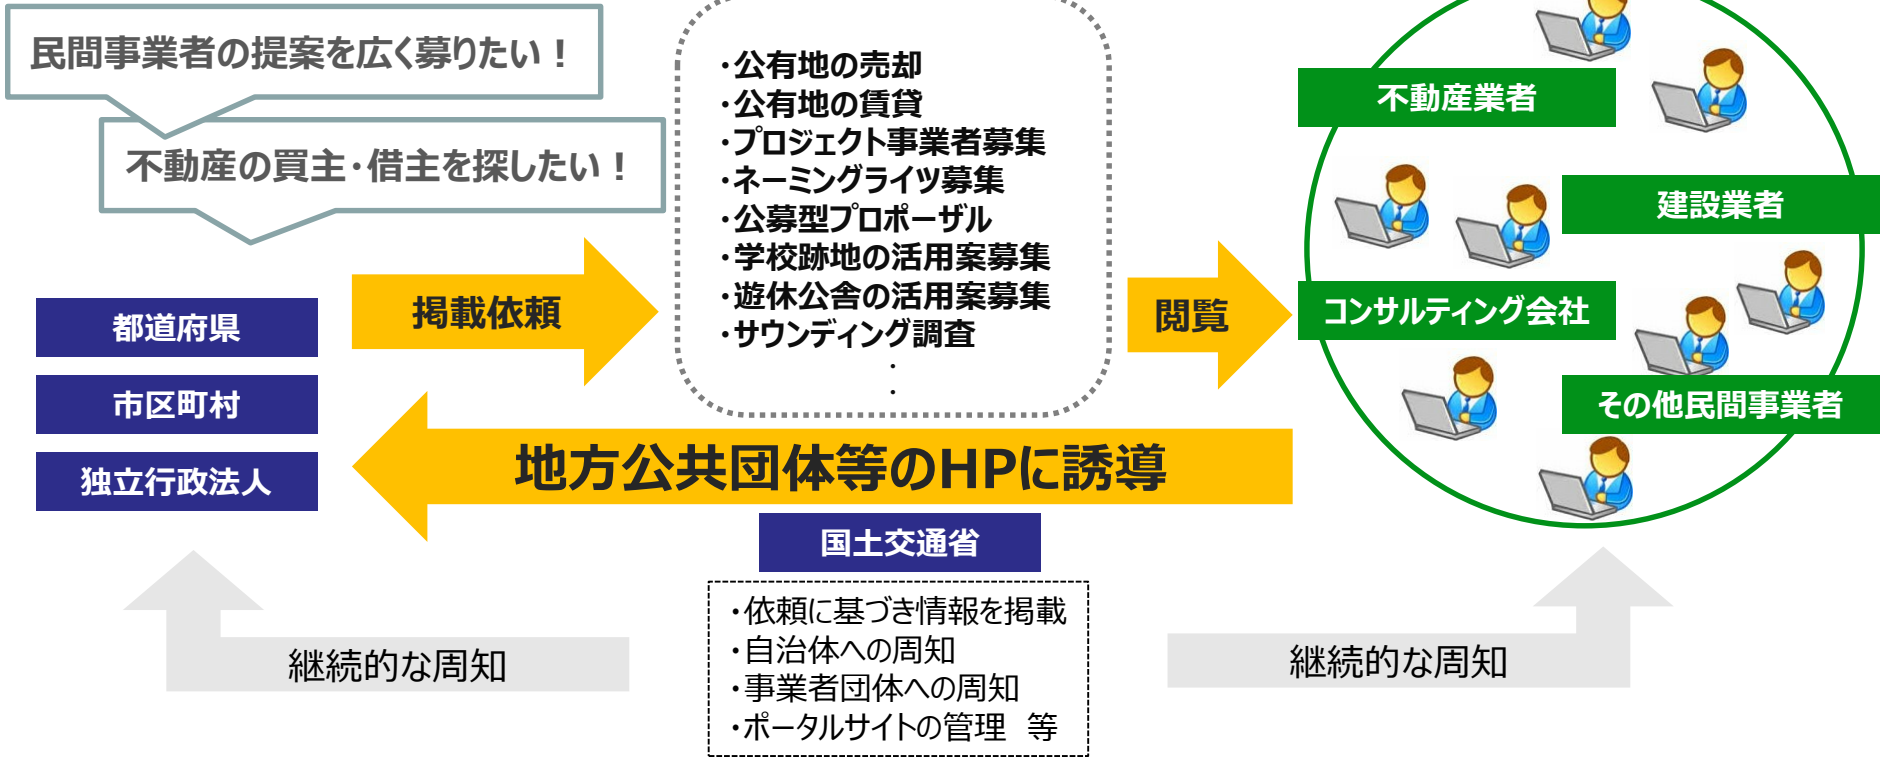 民間事業者の提案を広く募りたい！
不動産の買主・借主を探したい！
都道府県
市区町村
独立行政法人
掲載依頼
・公有地の売却
・公有地の賃貸
・プロジェクト事業者募集
・ネーミングライツ募集
・公募型プロポーザル
・学校跡地の活用案募集
・遊休公舎の活用案募集
・サウンディング調査
・
・
閲覧
不動産業者
建設業者
コンサルティング会社
その他民間事業者
地方公共団体等のHPに誘導
国土交通省
・依頼に基づき情報を掲載
・自治体への周知
・事業者団体への周知
・ポータルサイトの管理　等
継続的な周知
継続的な周知